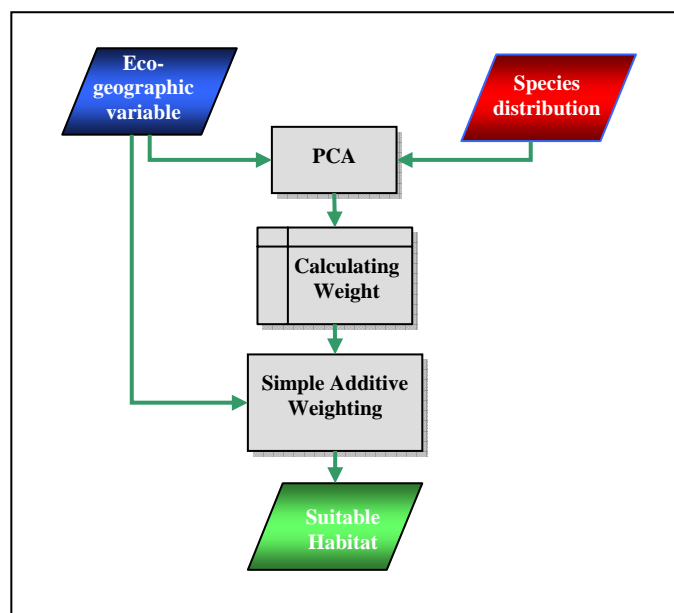 Eco-
geographic
variable
Species
distribution
PCA
Calculating
Weight
Simple Additive
Weighting
Suitable
Habitat